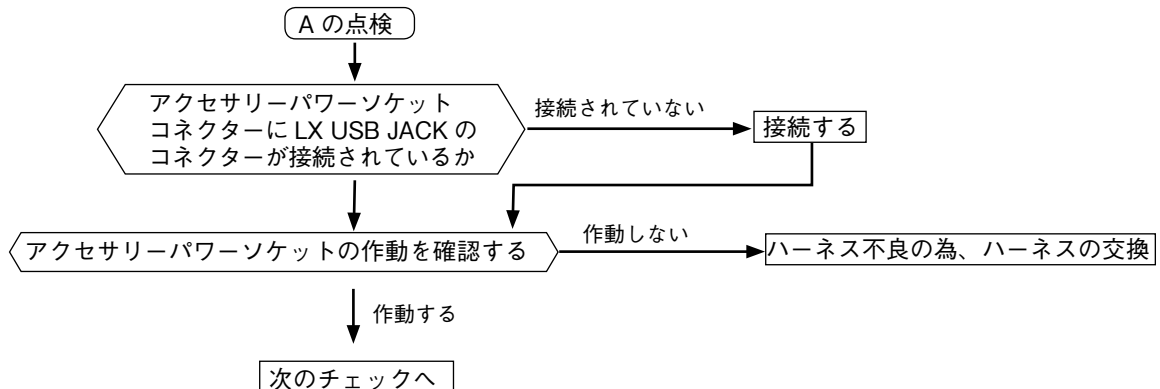 A の点検
アクセサリーパワーソケット
コネクターに LX USB JACK の
コネクターが接続されているか
接続されていない
接続する
アクセサリーパワーソケットの作動を確認する
作動しない
ハーネス不良の為、ハーネスの交換
作動する
次のチェックへ